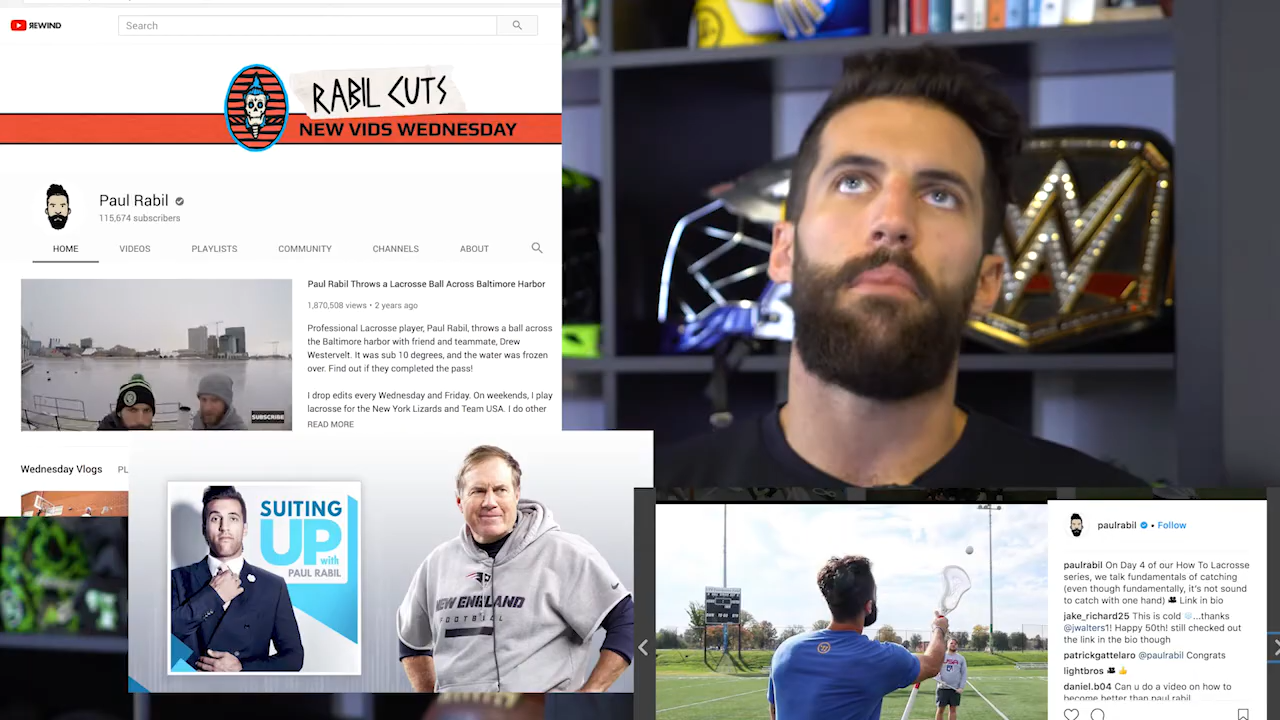 REWIND
Search
RABIL CUTS
NEW VIDS WEDNESDAY
Paul Rabil
115,674 subscribers
HOME VIDEOS PLAYLISTS COMMUNITY CHANNELS ABOUT
Paul Rabil Throws a Lacrosse Ball Across Baltimore Harbor
1,870,508 views • 2 years ago
Professional Lacrosse player, Paul Rabil, throws a ball across
the Baltimore harbor with friend and teammate, Drew
Westervelt. It was sub 10 degrees, and the water was frozen
over. Find out if they completed the pass!
I drop edits every Wednesday and Friday. On weekends, I play
lacrosse for the New York Lizards and Team USA. I do other
READ MORE
SUBSCRIBE
Wednesday Vlogs PL
SUITING
UP
with
PAUL RABIL
NEW ENGLAND
FOOTBALL
paulrabil • Follow
paulrabil On Day 4 of our How To Lacrosse
series, we talk fundamentals of catching
(even though fundamentally, it's not sound
to catch with one hand) 🎥 Link in bio
jake_richard25 This is cold ❄️...thanks
@jwalters1! Happy 50th! still checked out
the link in the bio though
patrickgattelaro @paulrabil Congrats
lightbros 🎥 👍
daniel.b04 Can u do a video on how to
become better than paul rabil